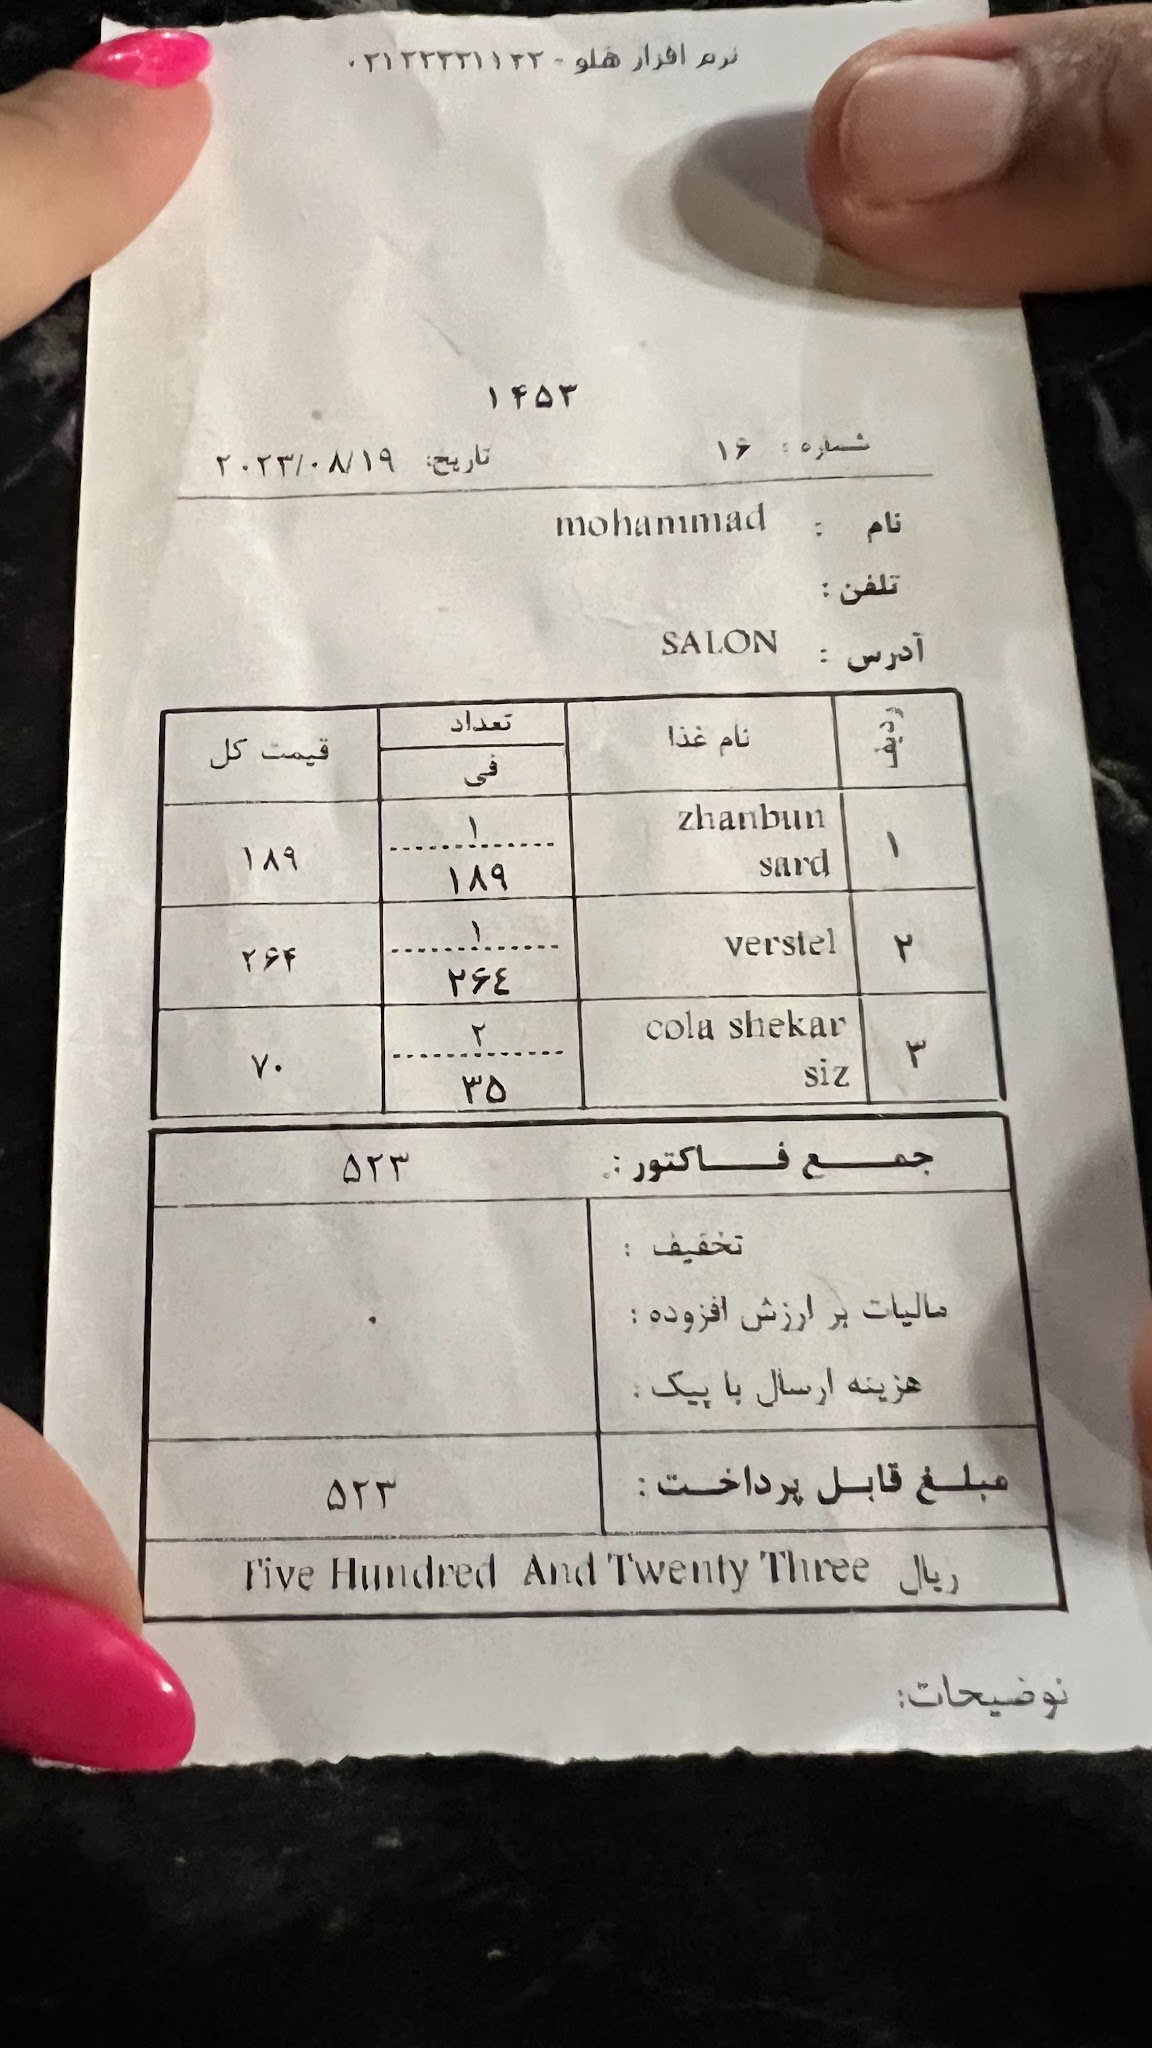 نرم افزار هلو - ۰۲۱۲۲۲۲۱۱۲۲
۱۴۵۳
شماره : ۱۶ تاریخ: ۲۰۲۳/۰۸/۱۹
نام : mohammad
تلفن :
آدرس : SALON
ردیف نام غذا تعداد فی قیمت کل
۱ zhanbun sard ۱ ۱۸۹ ۱۸۹
۲ verstel ۱ ۲۶٤ ۲۶۴
۳ cola shekar siz ۲ ۳۵ ۷۰
جمع فاکتور : ۵۲۳
تخفیف :
مالیات بر ارزش افزوده : ۰
هزینه ارسال با پیک :
مبلغ قابل پرداخت : ۵۲۳
Five Hundred And Twenty Three ریال
توضیحات: